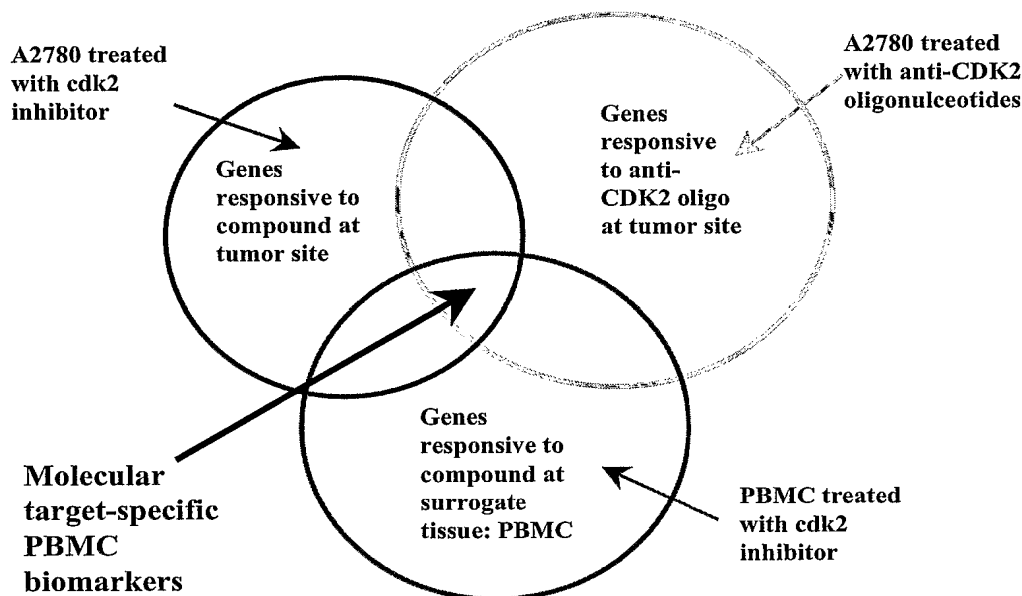 A2780 treated
with cdk2
inhibitor
A2780 treated
with anti-CDK2
oligonulceotides
Genes
responsive to
compound at
tumor site
Genes
responsive
to anti-
CDK2 oligo
at tumor site
Genes
responsive to
compound at
surrogate
tissue: PBMC
Molecular
target-specific
PBMC
biomarkers
PBMC treated
with cdk2
inhibitor